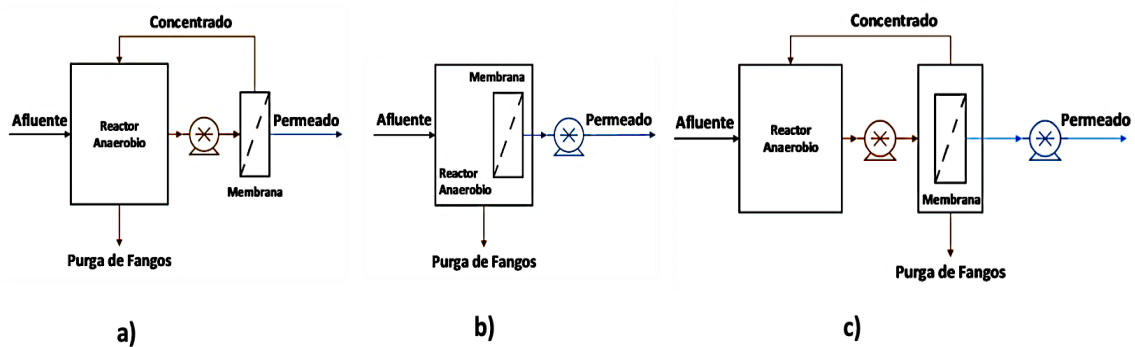 Concentrado
Afluente
Reactor
Anaerobio
Permeado
Membrana
Purga de Fangos
a)
Membrana
Afluente
Permeado
Reactor
Anaerobio
Purga de Fangos
b)
Concentrado
Afluente
Reactor
Anaerobio
Permeado
Membrana
Purga de Fangos
c)